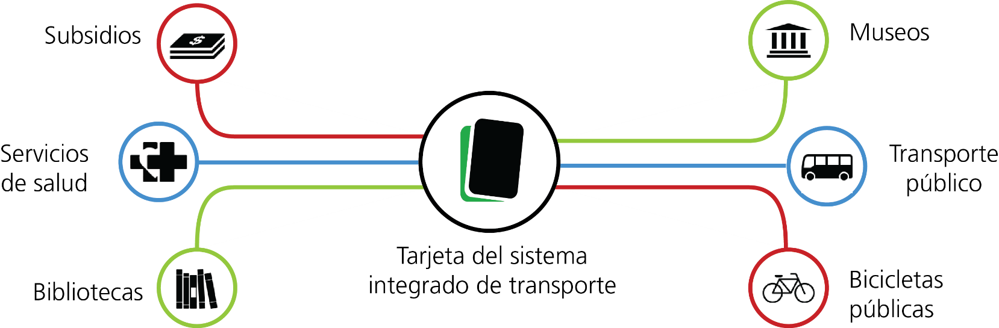 Subsidios
Museos
Servicios
de salud
Transporte
público
Tarjeta del sistema
integrado de transporte
Bibliotecas
Bicicletas
públicas
$